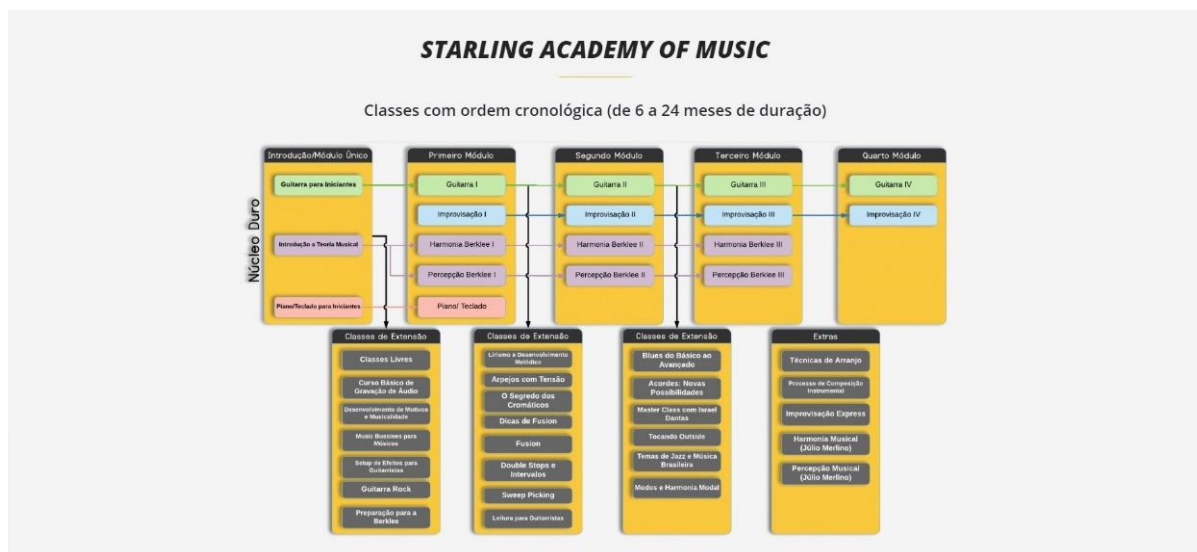 STARLING ACADEMY OF MUSIC
Classes com ordem cronológica (de 6 a 24 meses de duração)
Núcleo Duro
Introdução/Módulo Único
Guitarra para Iniciantes
Introdução a Teoria Musical
Piano/Teclado para Iniciantes
Primeiro Módulo
Guitarra I
Improvisação I
Harmonia Berklee I
Percepção Berklee I
Piano/ Teclado
Segundo Módulo
Guitarra II
Improvisação II
Harmonia Berklee II
Percepção Berklee II
Terceiro Módulo
Guitarra III
Improvisação III
Harmonia Berklee III
Percepção Berklee III
Quarto Módulo
Guitarra IV
Improvisação IV
Classes de Extensão
Classes Livres
Curso Básico de
Gravação de Áudio
Desenvolvimento de Motivos
e Musicalidade
Music Bussines para
Músicos
Setup de Efeitos para
Guitarristas
Guitarra Rock
Preparação para a
Berklee
Classes de Extensão
Lirismo e Desenvolvimento
Melódico
Arpejos com Tensão
O Segredo dos
Cromáticos
Dicas de Fusion
Fusion
Double Stops e
Intervalos
Sweep Picking
Leitura para Guitarristas
Classes de Extensão
Blues do Básico ao
Avançado
Acordes: Novas
Possibilidades
Master Class com Israel
Dantas
Tocando Outside
Temas de Jazz e Música
Brasileira
Modos e Harmonia Modal
Extras
Técnicas de Arranjo
Processo de Composição
Instrumental
Improvisação Express
Harmonia Musical
(Júlio Merlino)
Percepção Musical
(Júlio Merlino)